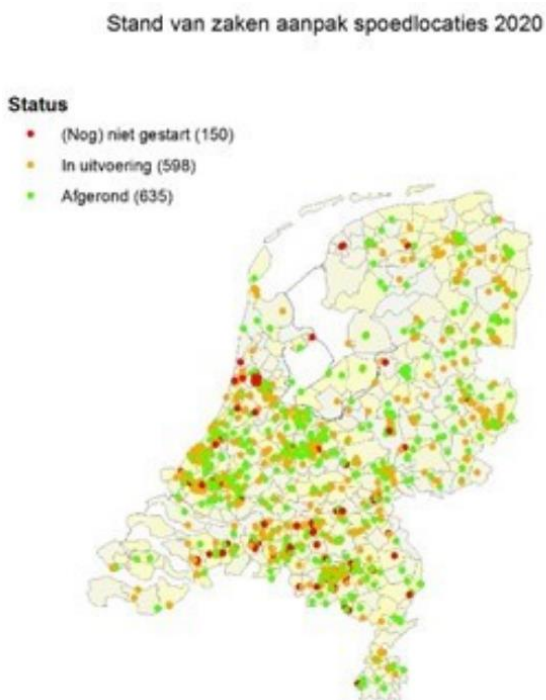 Stand van zaken aanpak spoedlocaties 2020
Status
(Nog) niet gestart (150)
In uitvoering (598)
Afgerond (635)